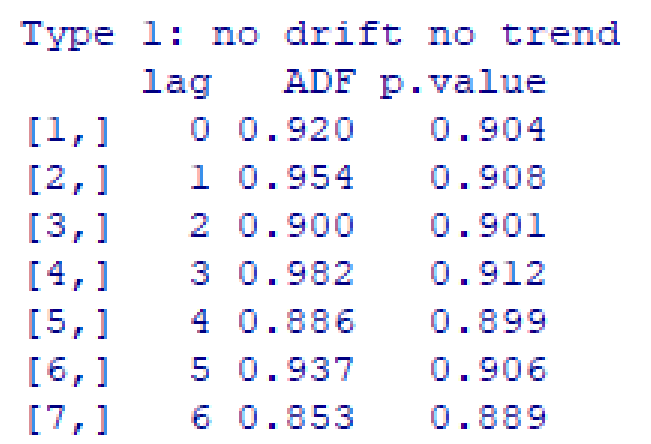 Type 1: no drift no trend
lag ADF p.value
[1,] 0 0.920 0.904
[2,] 1 0.954 0.908
[3,] 2 0.900 0.901
[4,] 3 0.982 0.912
[5,] 4 0.886 0.899
[6,] 5 0.937 0.906
[7,] 6 0.853 0.889